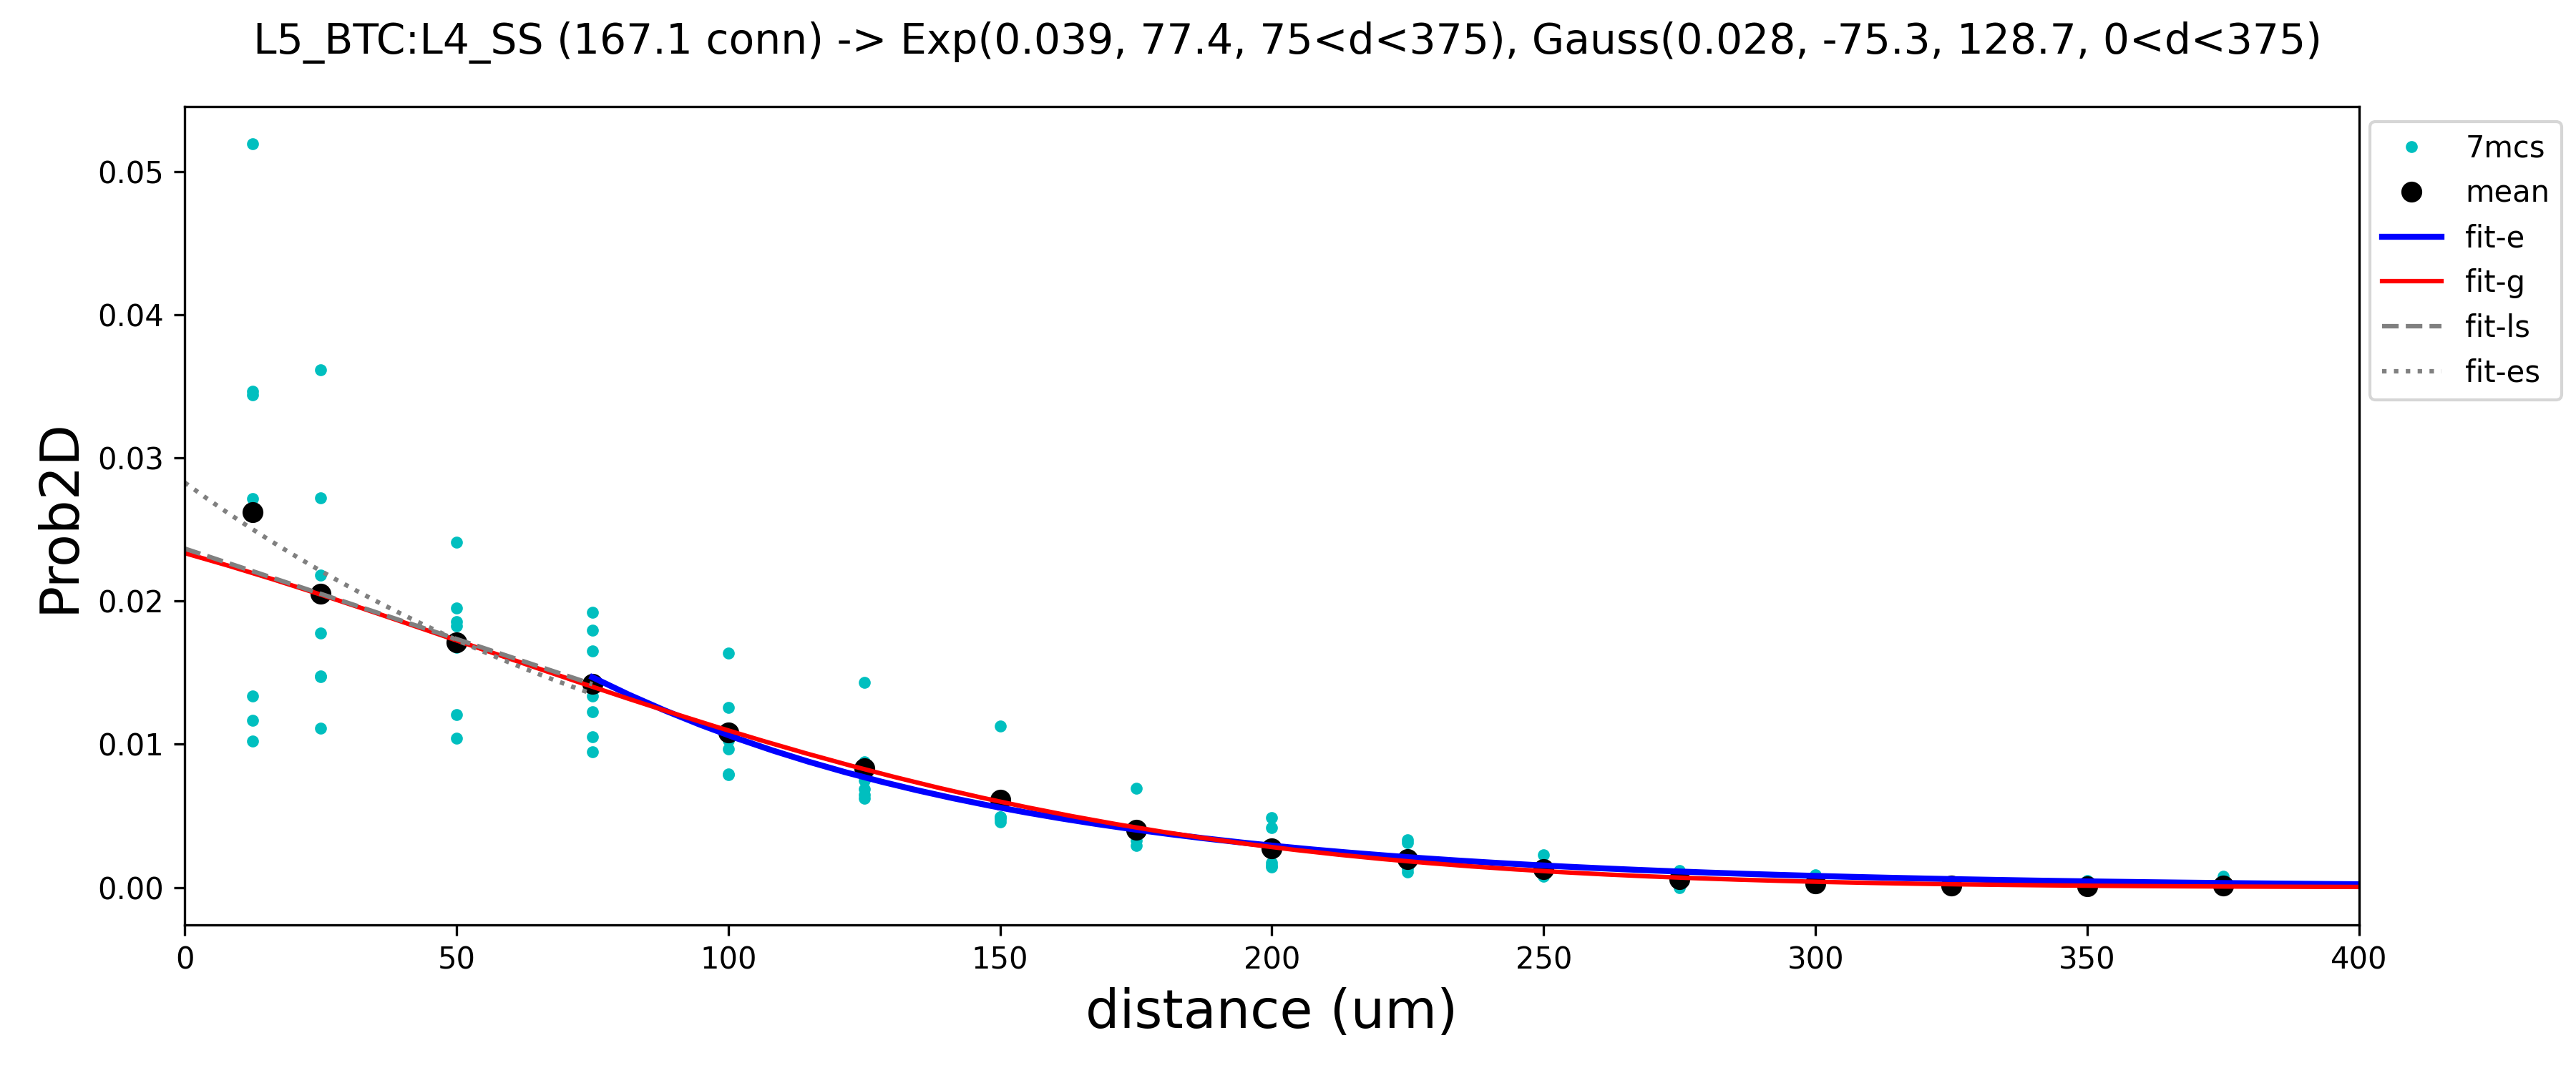 L5_BTC:L4_SS (167.1 conn) -> Exp(0.039, 77.4, 75<d<375), Gauss(0.028, -75.3, 128.7, 0<d<375)
0.05
0.04
0.03
0.02
0.01
0.00
Prob2D
0 50 100 150 200 250 300 350 400
distance (um)
7mcs
mean
fit-e
fit-g
fit-ls
fit-es